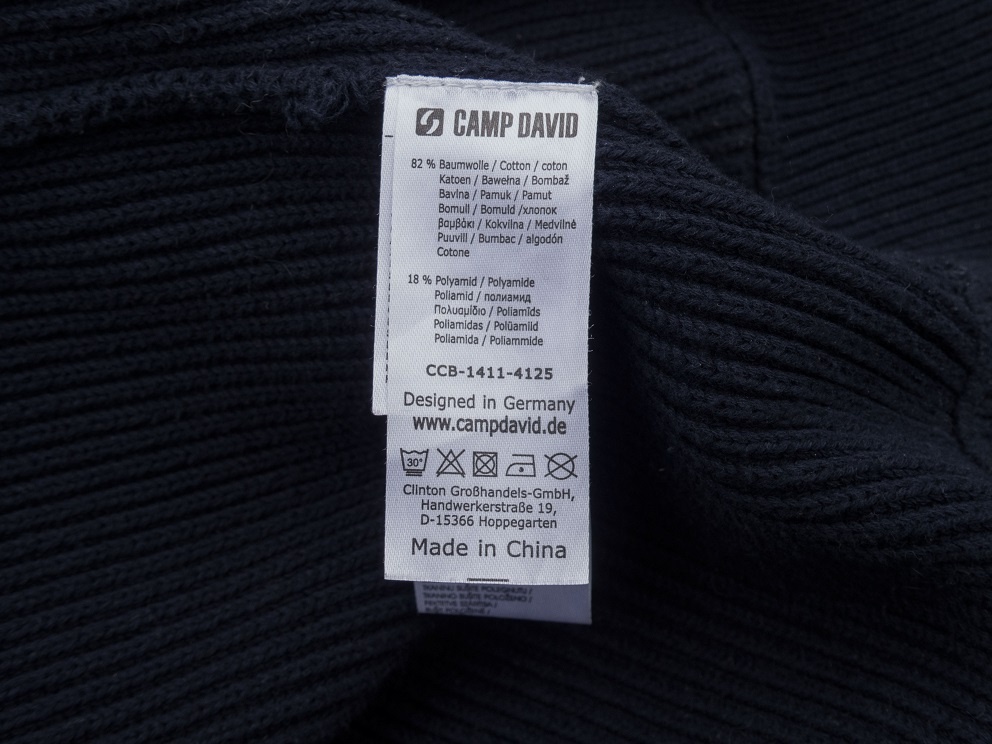 CAMP DAVID
82 % Baumwolle / Cotton / coton
Katoen / Bawełna / Bombaž
Bavlna / Pamuk / Pamut
Bomull / Bomuld /хлопок
βαμβάκι / Kokvilna / Medvilnė
Puuvill / Bumbac / algodón
Cotone
18 % Polyamid / Polyamide
Poliamid / полиамид
Πολυαμίδιο / Poliamīds
Poliamidas / Polüamiid
Poliamida / Poliammide
CCB-1411-4125
Designed in Germany
www.campdavid.de
30°
Clinton Großhandels-GmbH,
Handwerkerstraße 19,
D-15366 Hoppegarten
Made in China